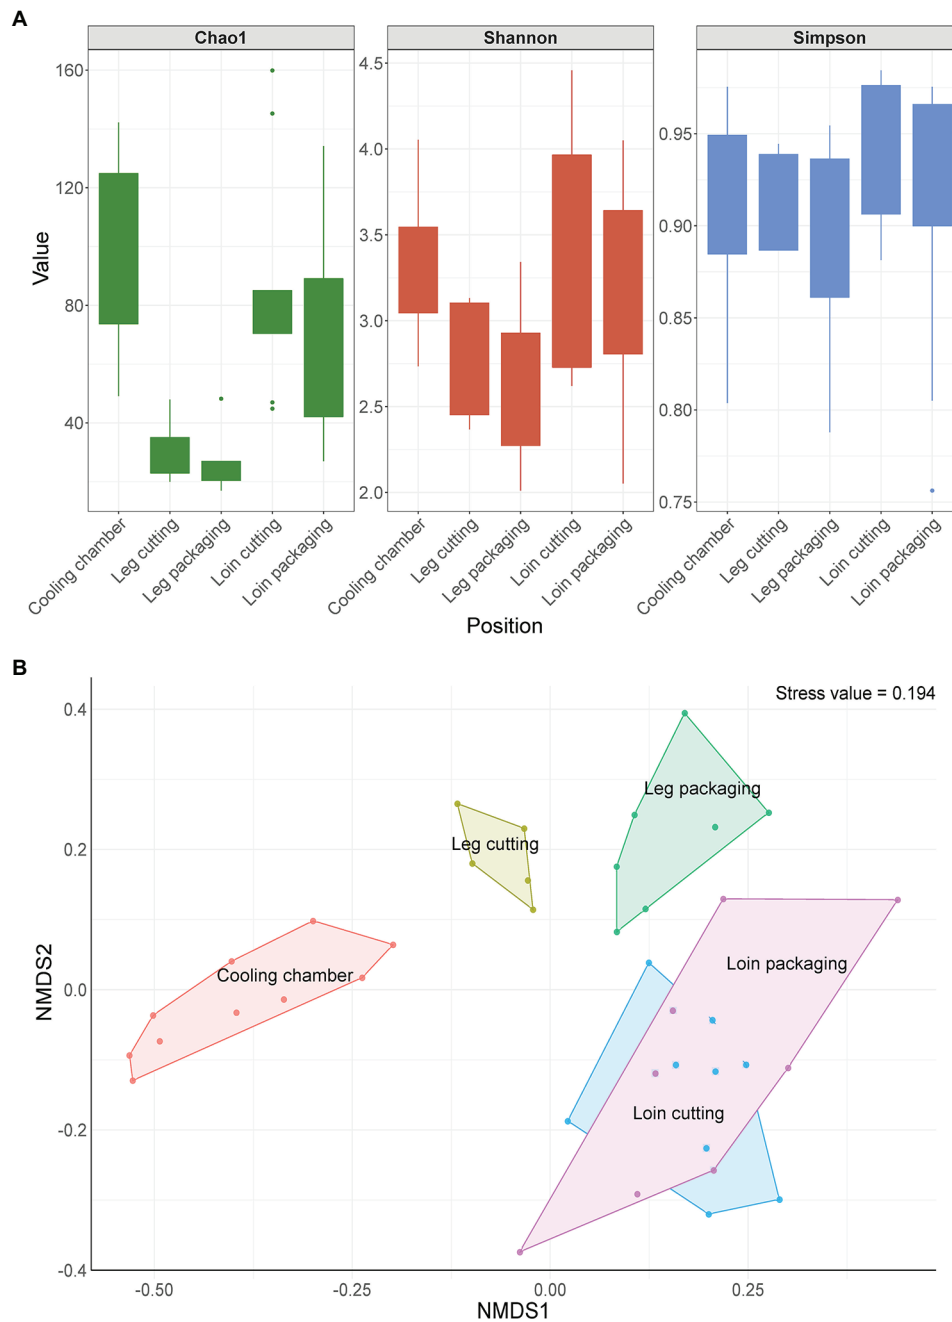 A
Chao1 Shannon Simpson
160
120
80
40
4.5
4.0
3.5
3.0
2.5
2.0
0.95
0.90
0.85
0.80
0.75
Value
Cooling chamber
Leg cutting
Leg packaging
Loin cutting
Loin packaging
Cooling chamber
Leg cutting
Leg packaging
Loin cutting
Loin packaging
Cooling chamber
Leg cutting
Leg packaging
Loin cutting
Loin packaging
Position
B
Stress value = 0.194
0.4
0.2
0.0
-0.2
-0.4
NMDS2
Leg packaging
Leg cutting
Loin packaging
Cooling chamber
Loin cutting
-0.50 -0.25 0.00 0.25
NMDS1